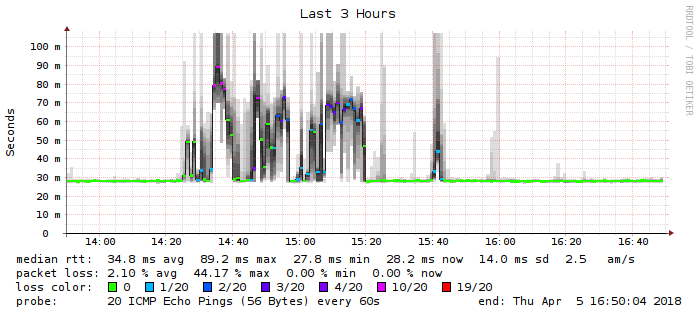 Last 3 Hours
RRDTOOL / TOBI OETIKER
Seconds
100 m
90 m
80 m
70 m
60 m
50 m
40 m
30 m
20 m
10 m
0
14:00 14:20 14:40 15:00 15:20 15:40 16:00 16:20 16:40
median rtt: 34.8 ms avg 89.2 ms max 27.8 ms min 28.2 ms now 14.0 ms sd 2.5 am/s
packet loss: 2.10 % avg 44.17 % max 0.00 % min 0.00 % now
loss color: 0 1/20 2/20 3/20 4/20 10/20 19/20
probe: 20 ICMP Echo Pings (56 Bytes) every 60s end: Thu Apr 5 16:50:04 2018